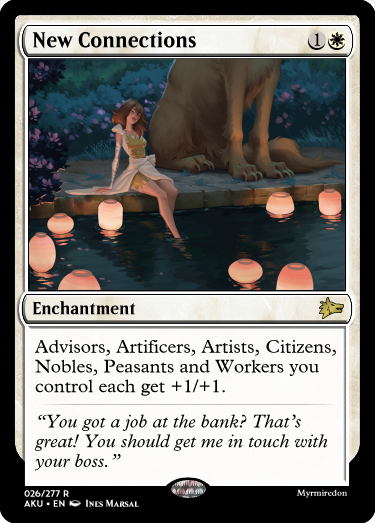 New Connections 1
Enchantment
Advisors, Artificers, Artists, Citizens,
Nobles, Peasants and Workers you
control each get +1/+1.
“You got a job at the bank? That’s
great! You should get me in touch with
your boss.”
026/277 R
Myrmiredon
AKU • EN Ines Marsal